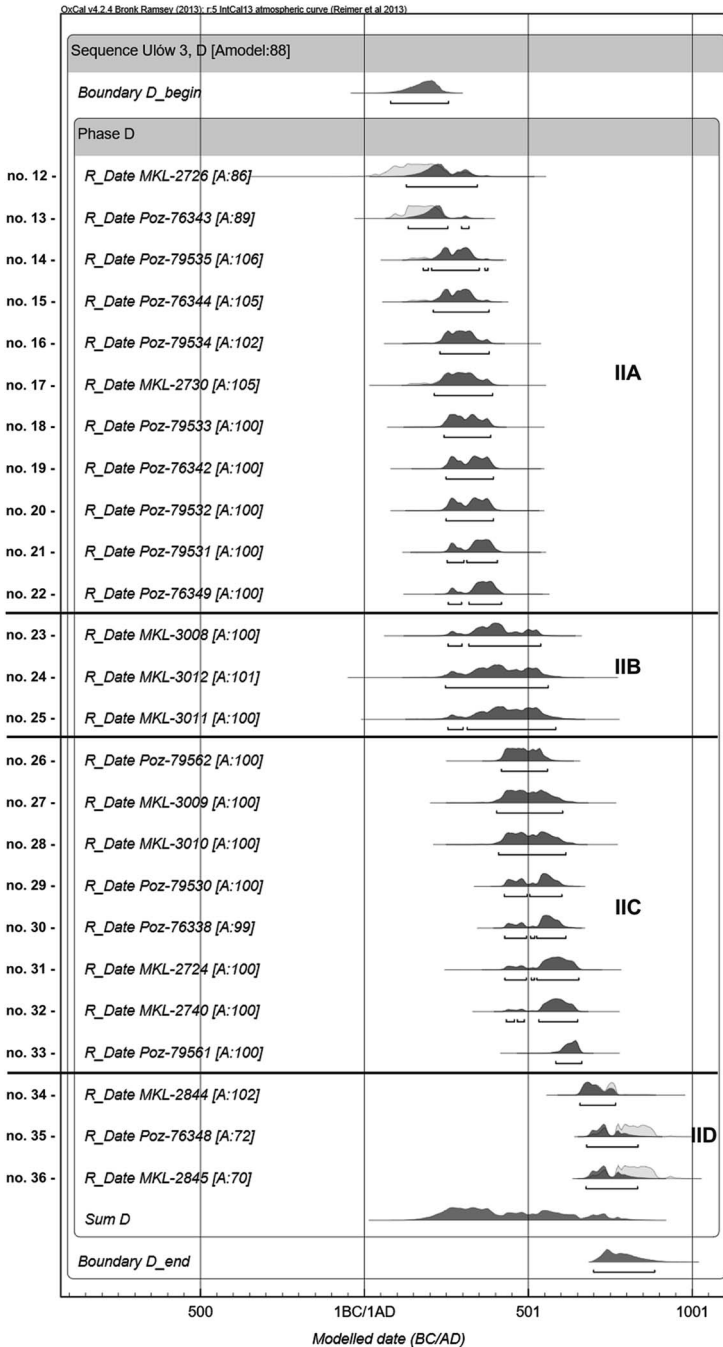 OxCal v4.2.4 Bronk Ramsey (2013); r:5 IntCal13 atmospheric curve (Reimer et al 2013)
Sequence Ulów 3, D [Amodel:88]
Boundary D_begin
Phase D
no. 12 - R_Date MKL-2726 [A:86]
no. 13 - R_Date Poz-76343 [A:89]
no. 14 - R_Date Poz-79535 [A:106]
no. 15 - R_Date Poz-76344 [A:105]
no. 16 - R_Date Poz-79534 [A:102]
no. 17 - R_Date MKL-2730 [A:105]
IIA
no. 18 - R_Date Poz-79533 [A:100]
no. 19 - R_Date Poz-76342 [A:100]
no. 20 - R_Date Poz-79532 [A:100]
no. 21 - R_Date Poz-79531 [A:100]
no. 22 - R_Date Poz-76349 [A:100]
no. 23 - R_Date MKL-3008 [A:100]
no. 24 - R_Date MKL-3012 [A:101] IIB
no. 25 - R_Date MKL-3011 [A:100]
no. 26 - R_Date Poz-79562 [A:100]
no. 27 - R_Date MKL-3009 [A:100]
no. 28 - R_Date MKL-3010 [A:100]
no. 29 - R_Date Poz-79530 [A:100]
IIC
no. 30 - R_Date Poz-76338 [A:99]
no. 31 - R_Date MKL-2724 [A:100]
no. 32 - R_Date MKL-2740 [A:100]
no. 33 - R_Date Poz-79561 [A:100]
no. 34 - R_Date MKL-2844 [A:102]
no. 35 - R_Date Poz-76348 [A:72] IID
no. 36 - R_Date MKL-2845 [A:70]
Sum D
Boundary D_end
500 1BC/1AD 501 1001
Modelled date (BC/AD)